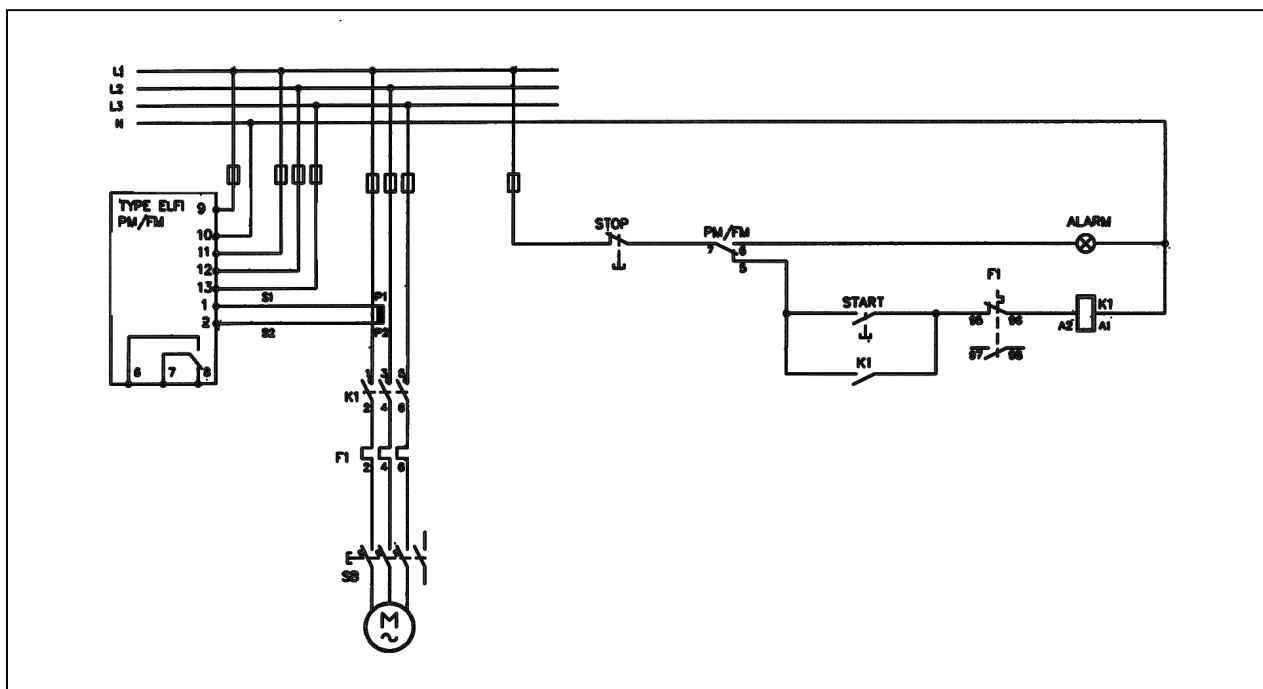 L1
L2
L3
N
TYPE ELFI
PM/FM
9
10
11
12
13
1
2
6 7 8
S1
S2
P1
P2
1 3 5
K1
2 4 6
F1
2 4 6
S8
M
~
STOP
PM/FM
7 6
5
ALARM
START
K1
F1
95 96
97 98
K1
A2 A1